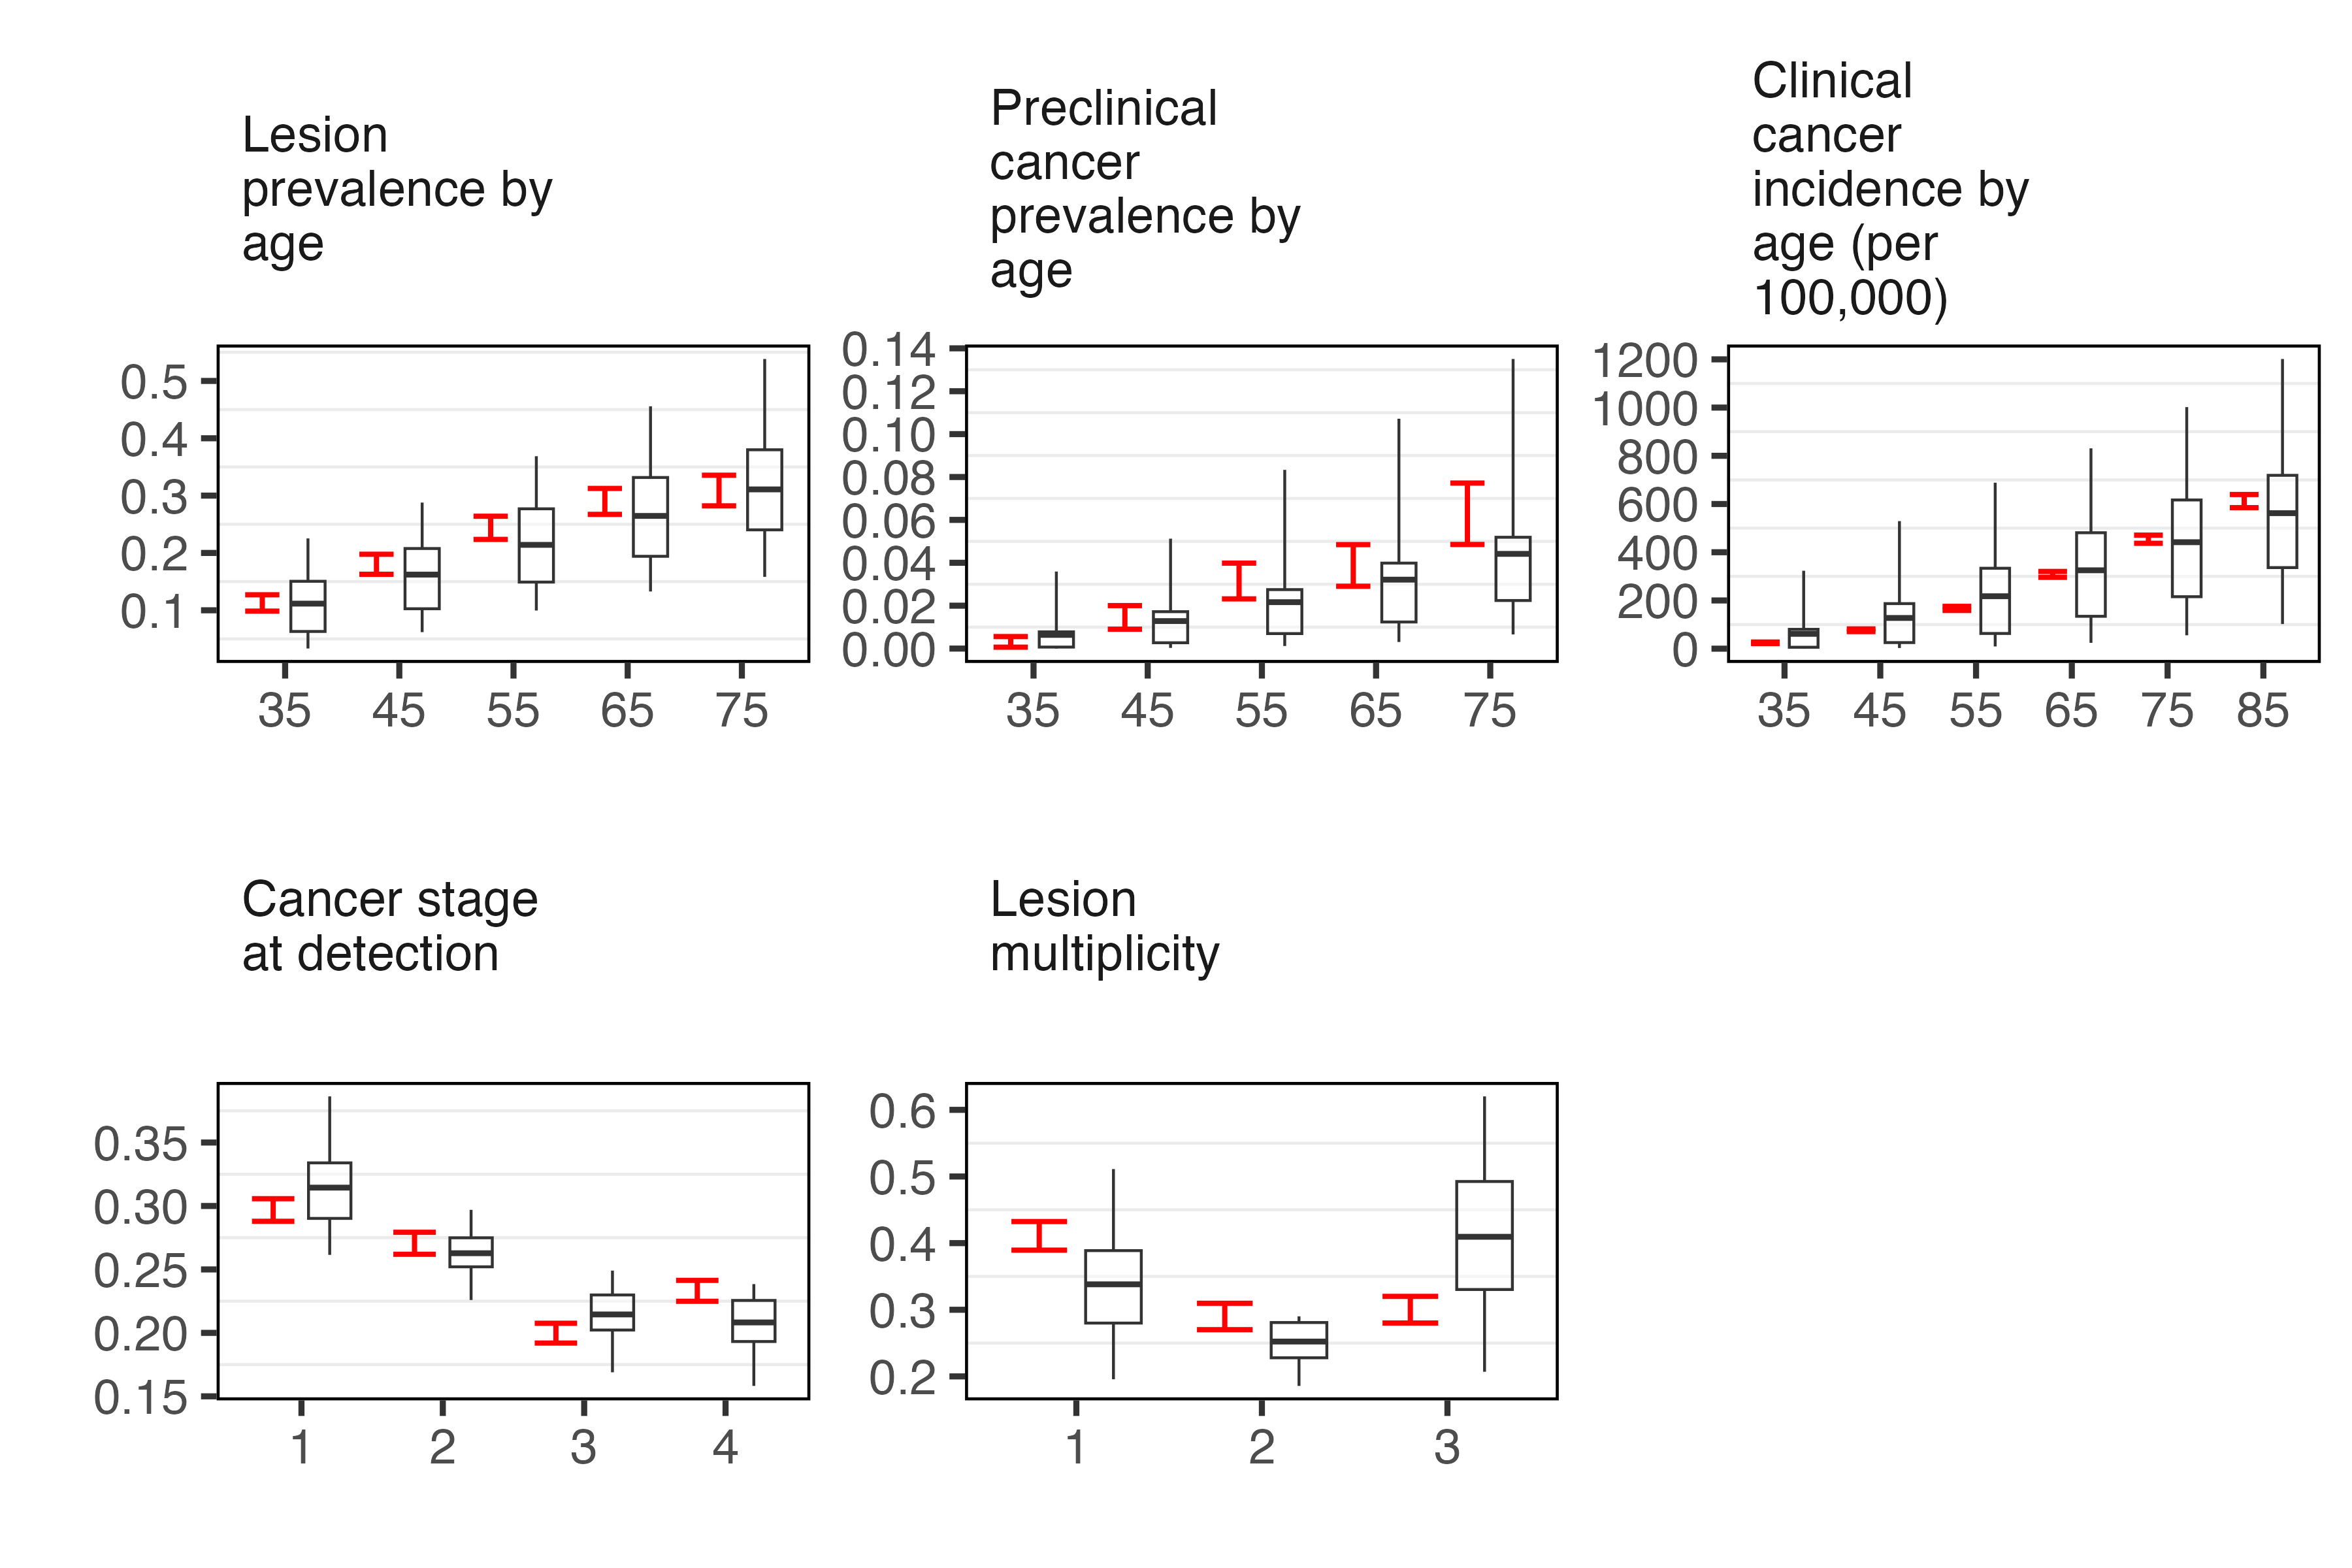 Lesion
prevalence by
age
0.5
0.4
0.3
0.2
0.1
35 45 55 65 75
Preclinical
cancer
prevalence by
age
0.14
0.12
0.10
0.08
0.06
0.04
0.02
0.00
35 45 55 65 75
Clinical
cancer
incidence by
age (per
100,000)
1200
1000
800
600
400
200
0
35 45 55 65 75 85
Cancer stage
at detection
0.35
0.30
0.25
0.20
0.15
1 2 3 4
Lesion
multiplicity
0.6
0.5
0.4
0.3
0.2
1 2 3